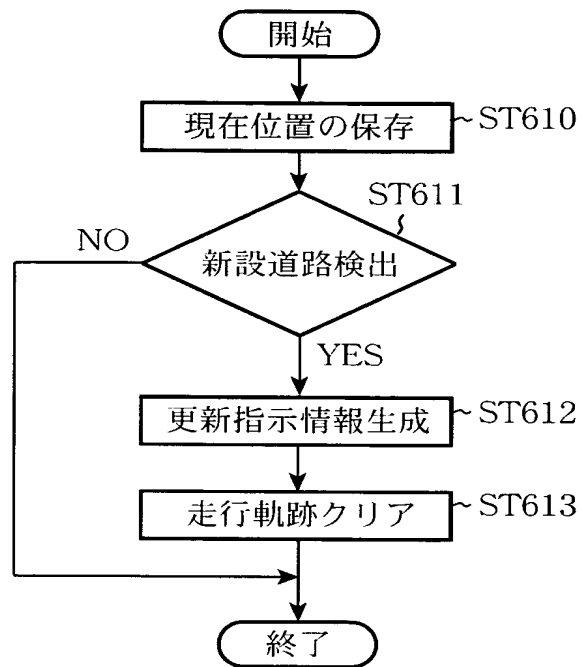 開始
現在位置の保存
ST610
ST611
NO
新設道路検出
YES
更新指示情報生成
ST612
走行軌跡クリア
ST613
終了